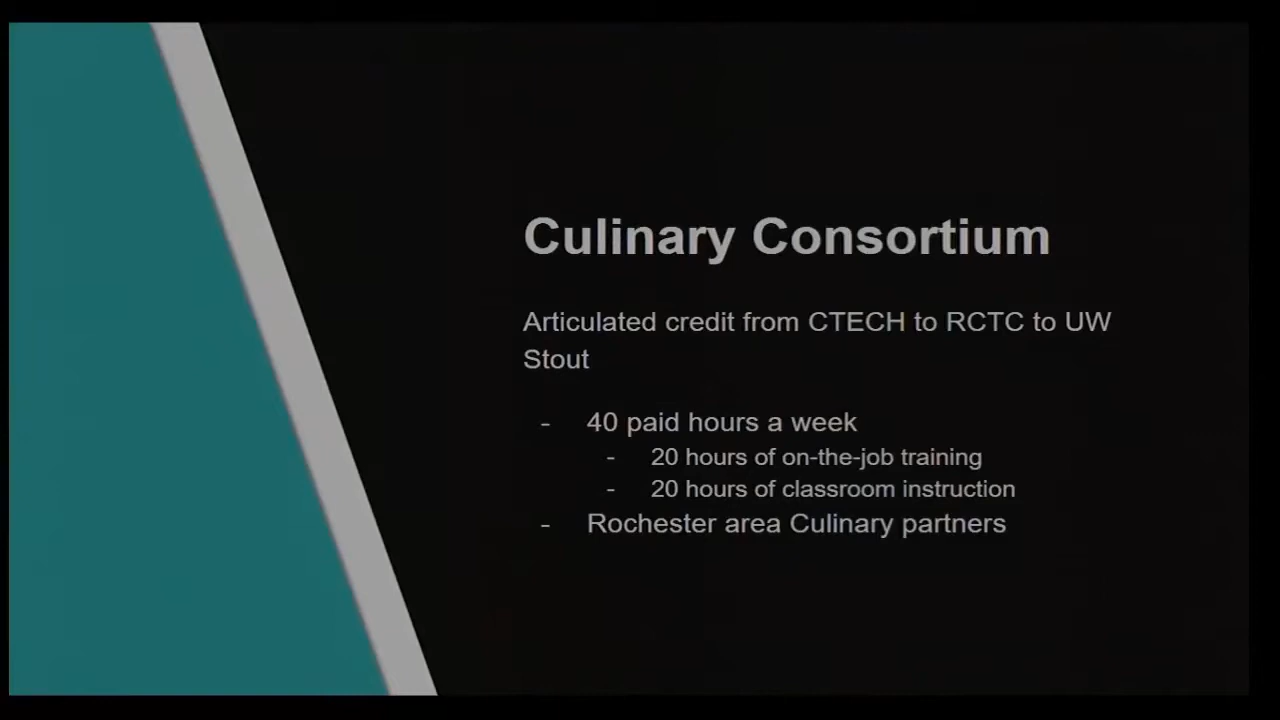 Culinary Consortium
Articulated credit from CTECH to RCTC to UW
Stout
- 40 paid hours a week
- 20 hours of on-the-job training
- 20 hours of classroom instruction
- Rochester area Culinary partners